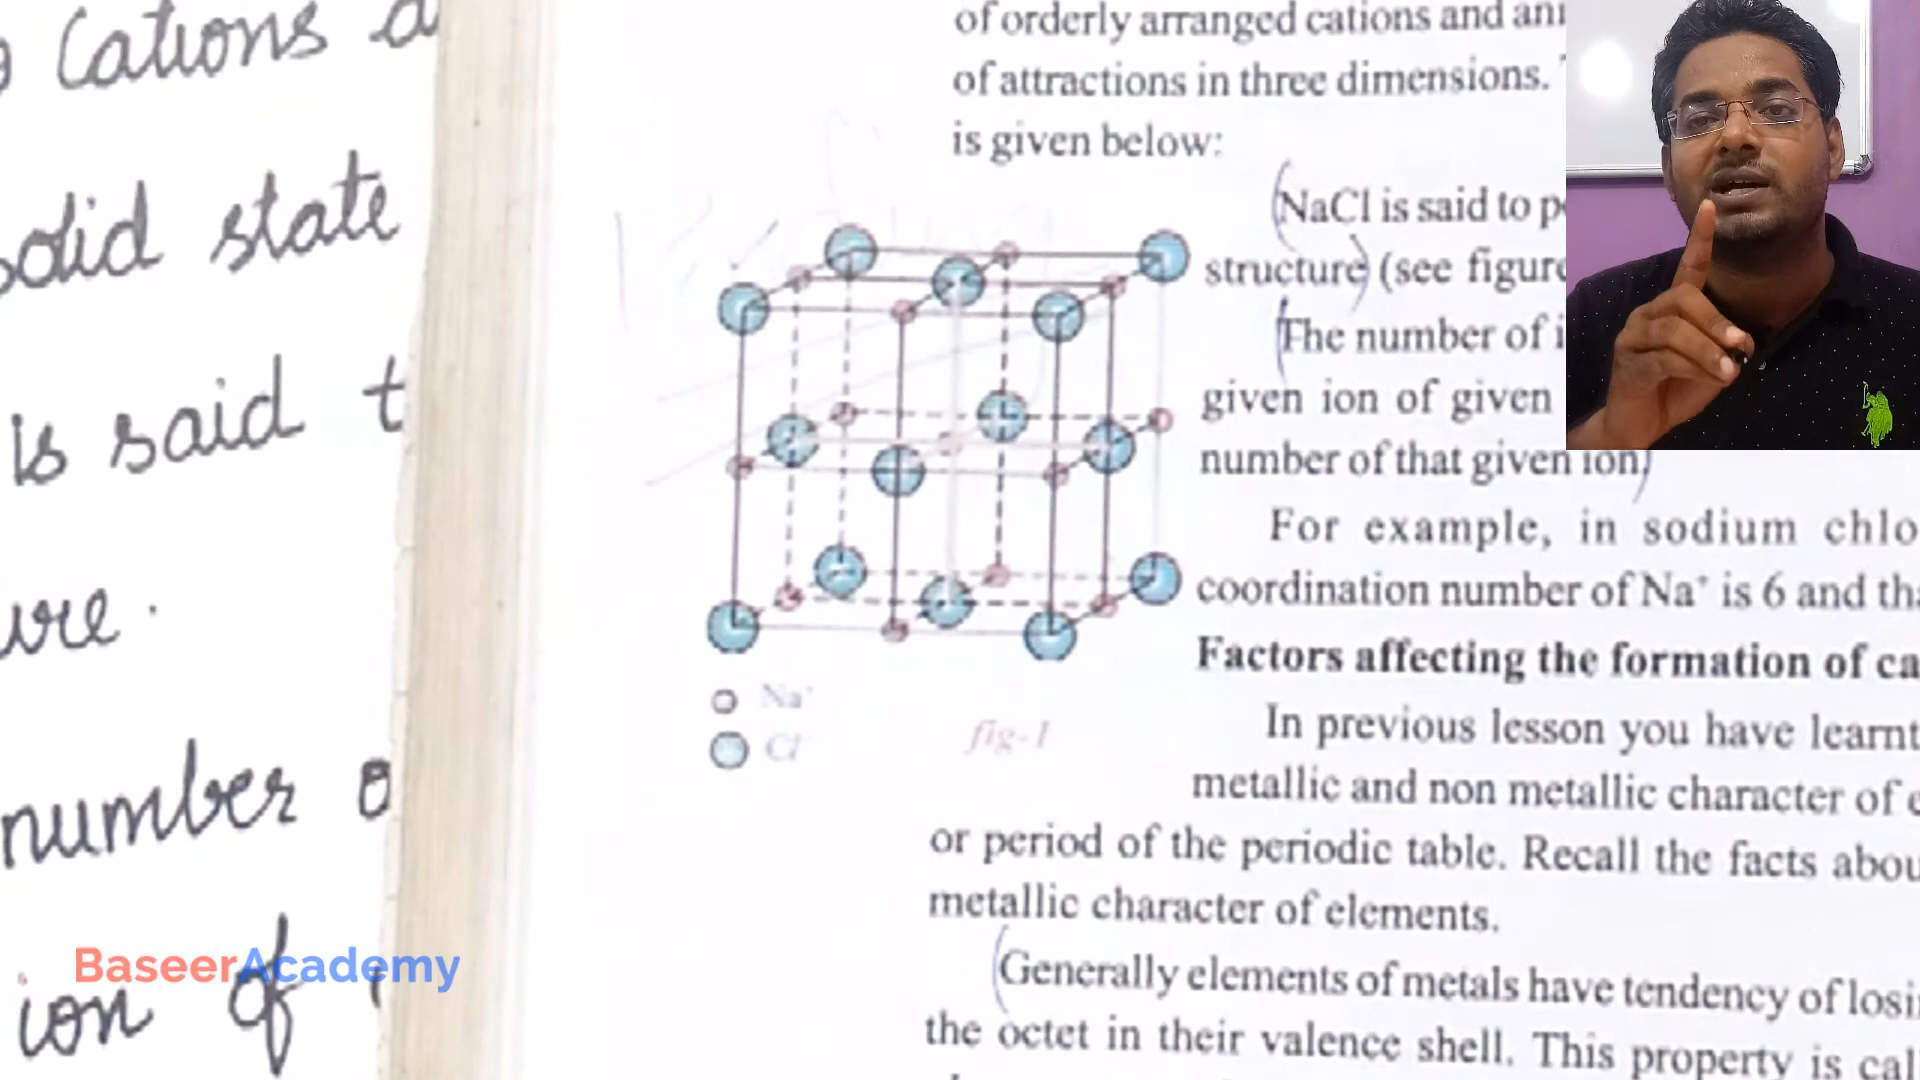 Cations a
solid state
is said t
ure.
number o
ion of
of orderly arranged cations and ani
of attractions in three dimensions.
is given below:
(NaCl is said to p
structure) (see figure
(The number of i
given ion of given
number of that given ion)
For example, in sodium chlo
coordination number of Na⁺ is 6 and tha
Factors affecting the formation of ca
Na⁺
Cl
fig-1
In previous lesson you have learnt
metallic and non metallic character of e
or period of the periodic table. Recall the facts abou
metallic character of elements.
(Generally elements of metals have tendency of losi
the octet in their valence shell. This property is cal
BaseerAcademy